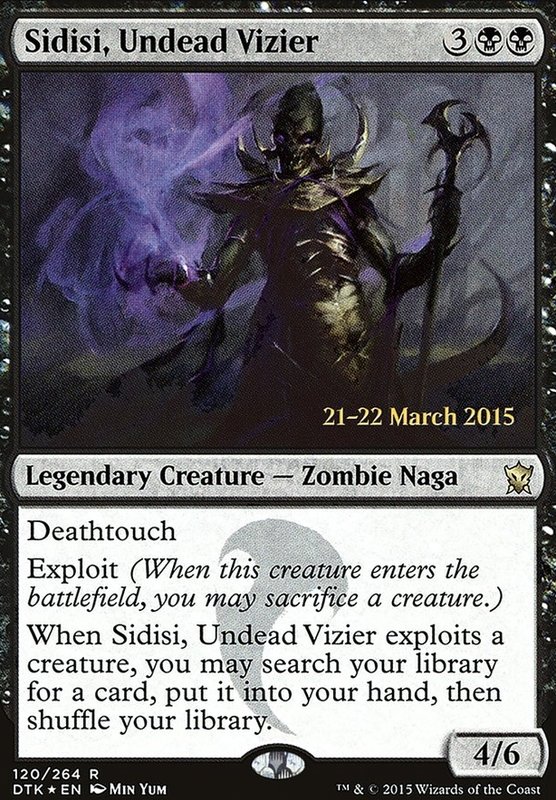 Sidisi, Undead Vizier 3
21–22 March 2015
Legendary Creature — Zombie Naga
Deathtouch
Exploit (When this creature enters the
battlefield, you may sacrifice a creature.)
When Sidisi, Undead Vizier exploits a
creature, you may search your library
for a card, put it into your hand, then
shuffle your library.
4/6
120/264 R
DTK ★ EN Min Yum
™ & © 2015 Wizards of the Coast